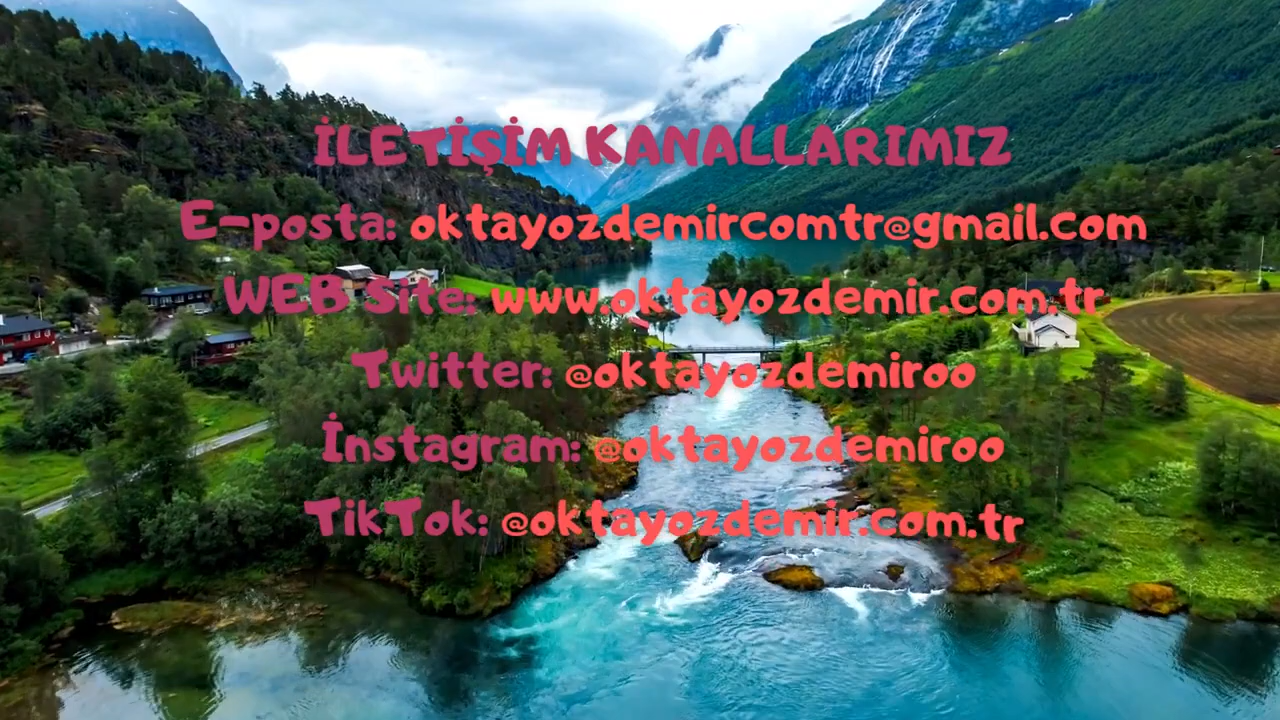 İLETİŞİM KANALLARIMIZ
E-posta: oktayozdemircomtr@gmail.com
WEB Site: www.oktayozdemir.com.tr
Twitter: @oktayozdemiroo
İnstagram: @oktayozdemiroo
TikTok: @oktayozdemir.com.tr